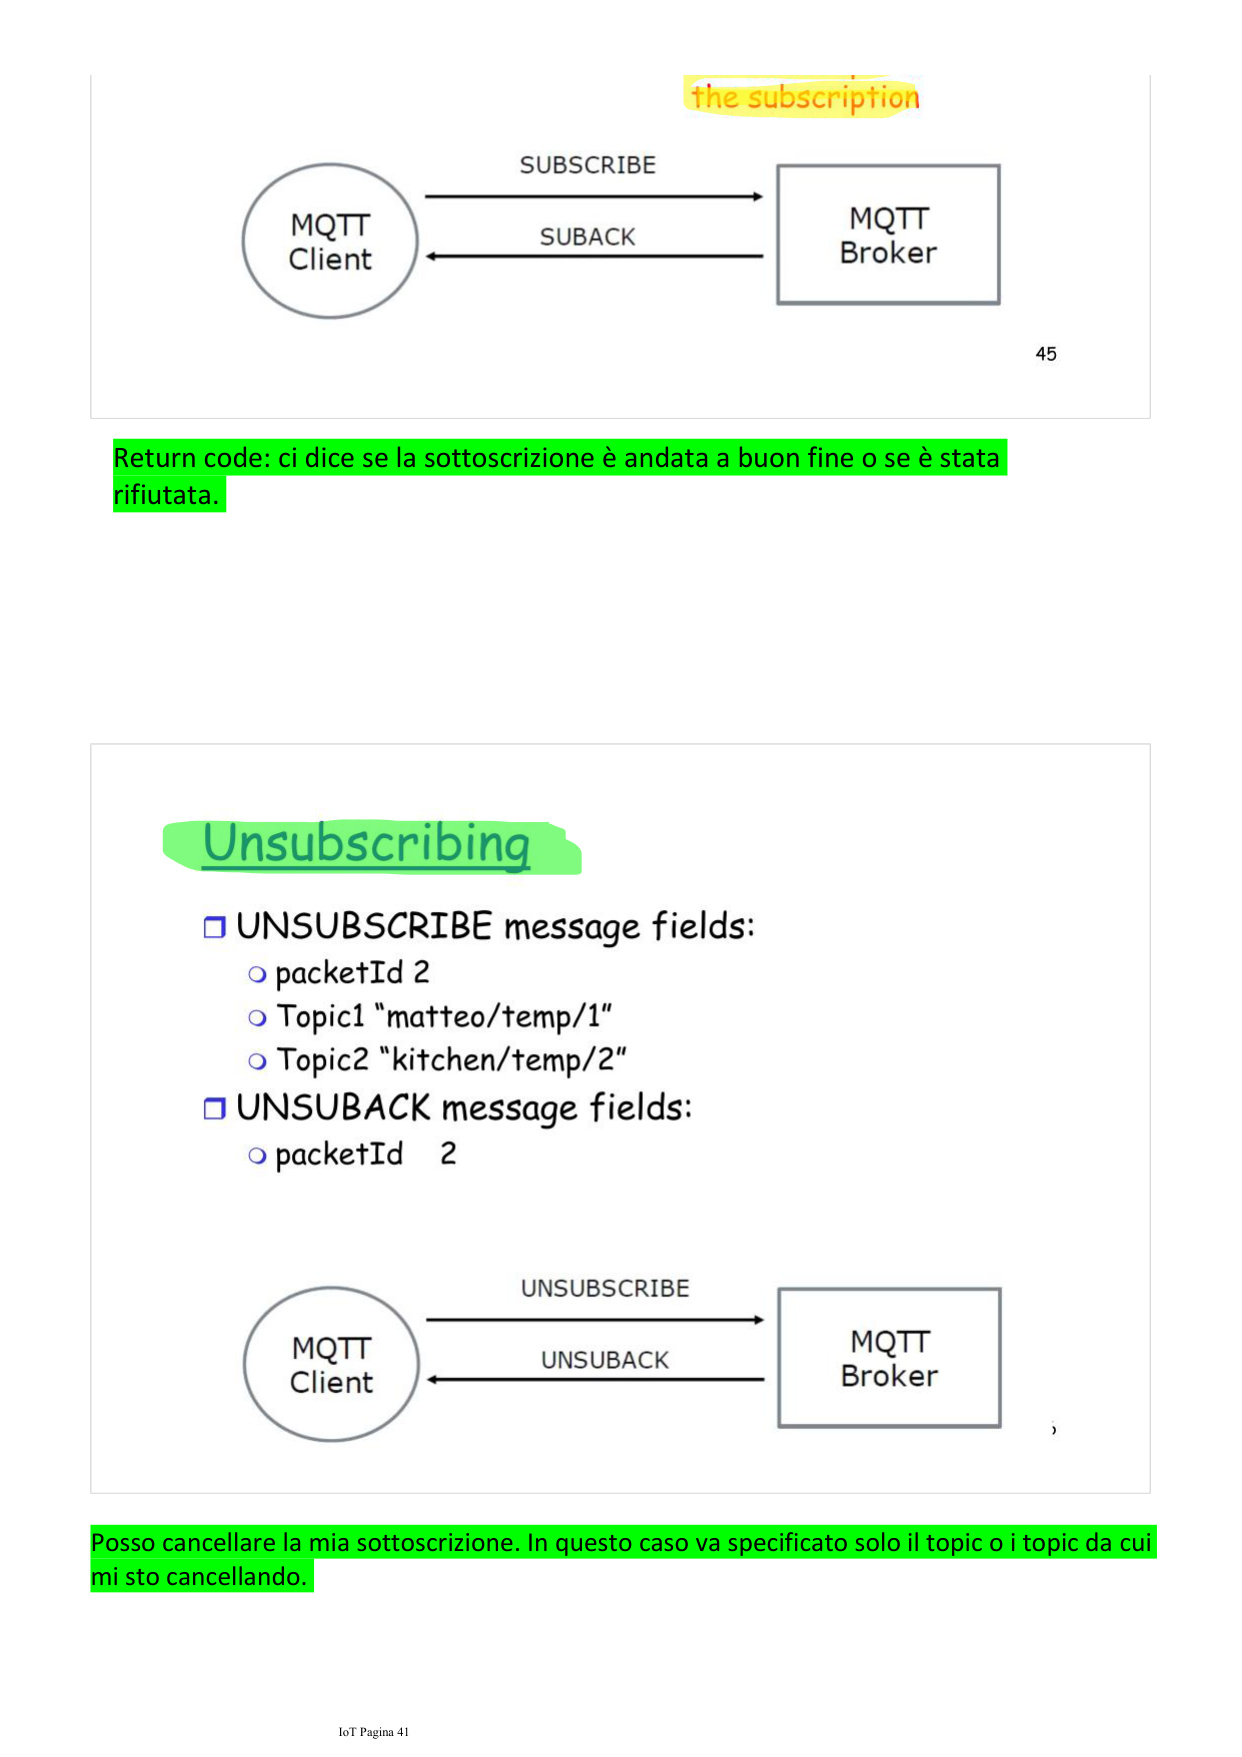 the subscription
SUBSCRIBE
MQTT
Client
SUBACK
MQTT
Broker
45
Return code: ci dice se la sottoscrizione è andata a buon fine o se è stata
rifiutata.
Unsubscribing
UNSUBSCRIBE message fields:
packetId 2
Topic1 “matteo/temp/1”
Topic2 “kitchen/temp/2”
UNSUBACK message fields:
packetId 2
UNSUBSCRIBE
MQTT
Client
UNSUBACK
MQTT
Broker
Posso cancellare la mia sottoscrizione. In questo caso va specificato solo il topic o i topic da cui
mi sto cancellando.
IoT Pagina 41